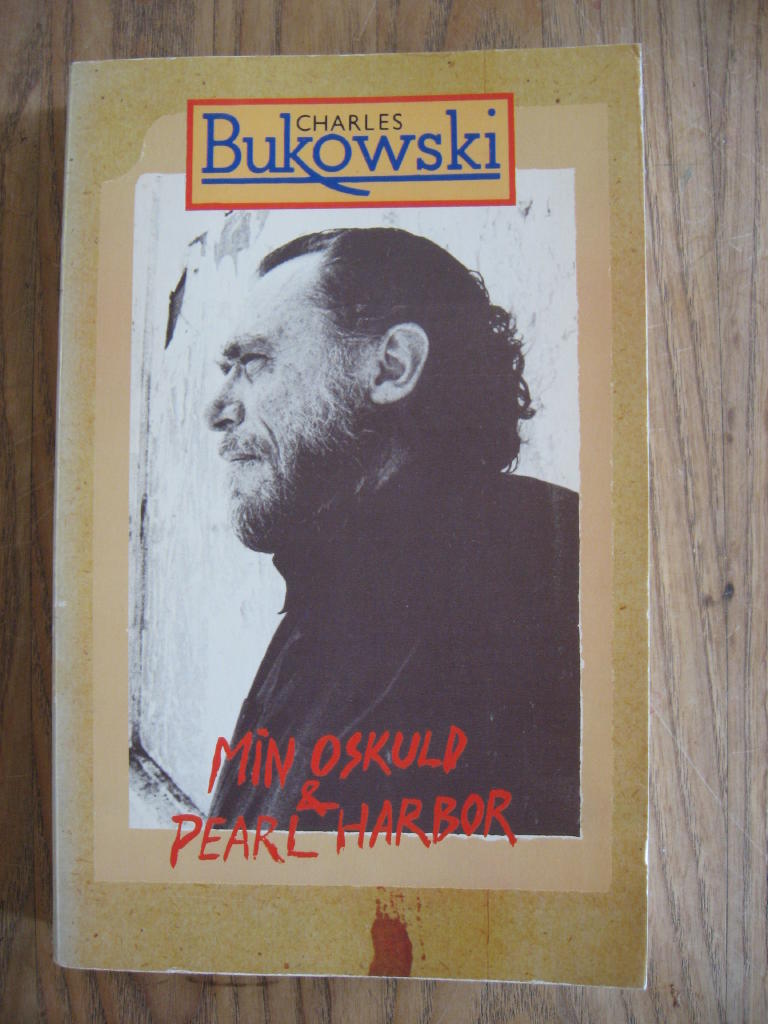 CHARLES
Bukowski
MIN OSKULD
&
PEARL HARBOR